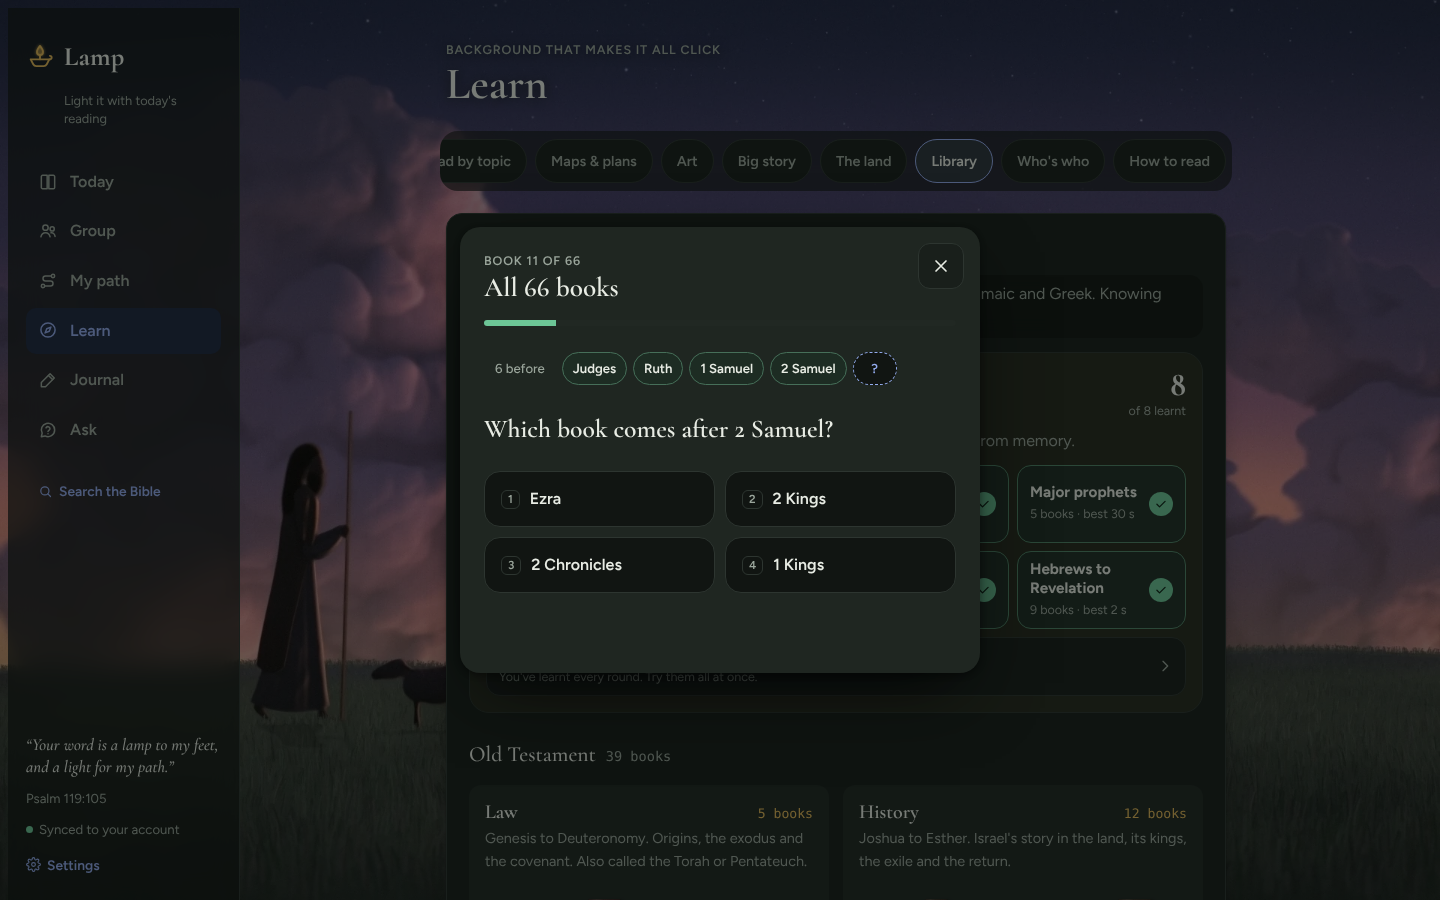 Lamp
Light it with today's
reading
Today
Group
My path
Learn
Journal
Ask
Search the Bible
“Your word is a lamp to my feet,
and a light for my path.”
Psalm 119:105
Synced to your account
Settings
BACKGROUND THAT MAKES IT ALL CLICK
Learn
ad by topic
Maps & plans
Art
Big story
The land
Library
Who's who
How to read
BOOK 11 OF 66
All 66 books
6 before
Judges
Ruth
1 Samuel
2 Samuel
?
Which book comes after 2 Samuel?
1 Ezra
2 2 Kings
3 2 Chronicles
4 1 Kings
maic and Greek. Knowing
8
of 8 learnt
rom memory.
Major prophets
5 books · best 30 s
Hebrews to
Revelation
9 books · best 2 s
You've learnt every round. Try them all at once.
Old Testament 39 books
Law 5 books
Genesis to Deuteronomy. Origins, the exodus and
the covenant. Also called the Torah or Pentateuch.
History 12 books
Joshua to Esther. Israel's story in the land, its kings,
the exile and the return.